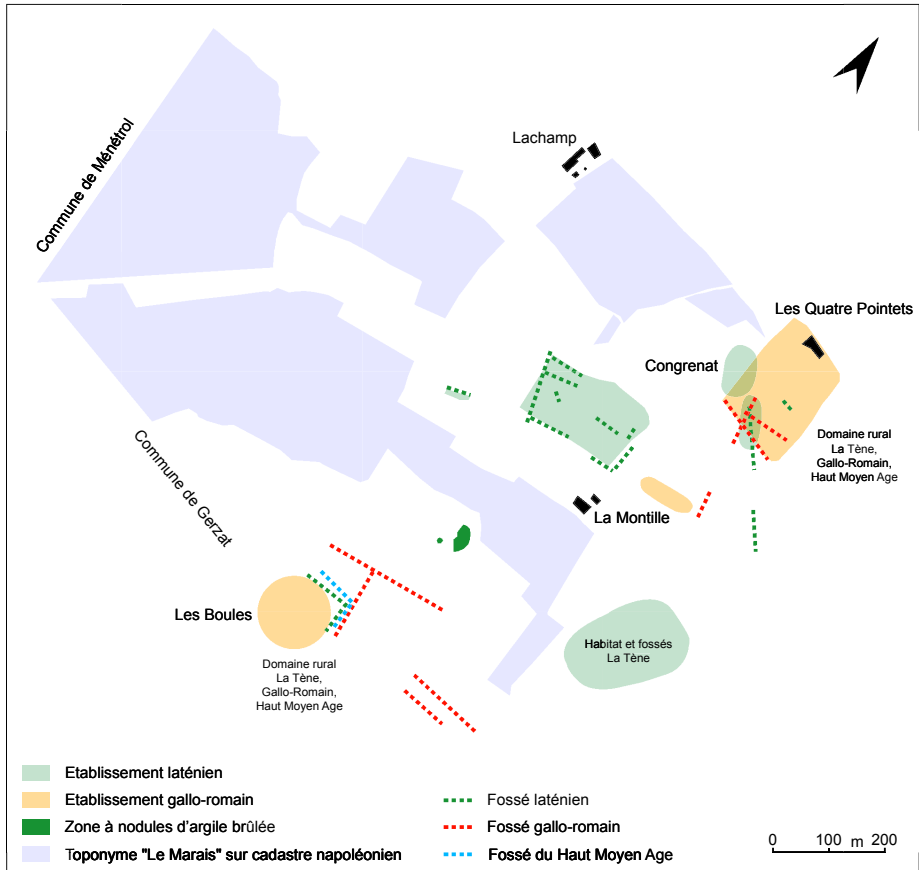 Commune de Ménétrol
Lachamp
Les Quatre Pointets
Congrenat
Domaine rural
La Tène,
Gallo-Romain,
Haut Moyen Age
Commune de Gerzat
La Montille
Les Boules
Habitat et fossés
La Tène
Domaine rural
La Tène,
Gallo-Romain,
Haut Moyen Age
Etablissement laténien
Etablissement gallo-romain
Zone à nodules d'argile brûlée
Toponyme "Le Marais" sur cadastre napoléonien
Fossé laténien
Fossé gallo-romain
Fossé du Haut Moyen Age
0 100 m 200